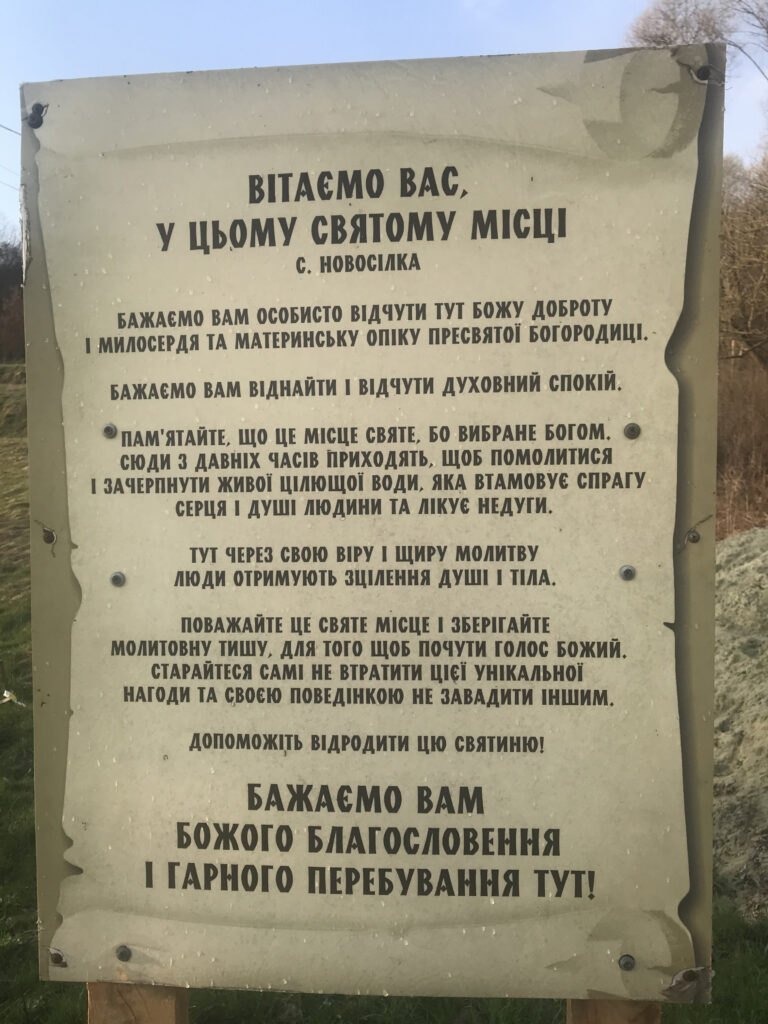 ВІТАЄМО ВАС,
У ЦЬОМУ СВЯТОМУ МІСЦІ
С. НОВОСІЛКА
БАЖАЄМО ВАМ ОСОБИСТО ВІДЧУТИ ТУТ БОЖУ ДОБРОТУ
І МИЛОСЕРДЯ ТА МАТЕРИНСЬКУ ОПІКУ ПРЕСВЯТОЇ БОГОРОДИЦІ.
БАЖАЄМО ВАМ ВІДНАЙТИ І ВІДЧУТИ ДУХОВНИЙ СПОКІЙ.
ПАМ'ЯТАЙТЕ, ЩО ЦЕ МІСЦЕ СВЯТЕ, БО ВИБРАНЕ БОГОМ.
СЮДИ З ДАВНІХ ЧАСІВ ПРИХОДЯТЬ, ЩОБ ПОМОЛИТИСЯ
І ЗАЧЕРПНУТИ ЖИВОЇ ЦІЛЮЩОЇ ВОДИ, ЯКА ВТАМОВУЄ СПРАГУ
СЕРЦЯ І ДУШІ ЛЮДИНИ ТА ЛІКУЄ НЕДУГИ.
ТУТ ЧЕРЕЗ СВОЮ ВІРУ І ЩИРУ МОЛИТВУ
ЛЮДИ ОТРИМУЮТЬ ЗЦІЛЕННЯ ДУШІ І ТІЛА.
ПОВАЖАЙТЕ ЦЕ СВЯТЕ МІСЦЕ І ЗБЕРІГАЙТЕ
МОЛИТОВНУ ТИШУ, ДЛЯ ТОГО ЩОБ ПОЧУТИ ГОЛОС БОЖИЙ.
СТАРАЙТЕСЯ САМІ НЕ ВТРАТИТИ ЦІЄЇ УНІКАЛЬНОЇ
НАГОДИ ТА СВОЄЮ ПОВЕДІНКОЮ НЕ ЗАВАДИТИ ІНШИМ.
ДОПОМОЖІТЬ ВІДРОДИТИ ЦЮ СВЯТИНЮ!
БАЖАЄМО ВАМ
БОЖОГО БЛАГОСЛОВЕННЯ
І ГАРНОГО ПЕРЕБУВАННЯ ТУТ!